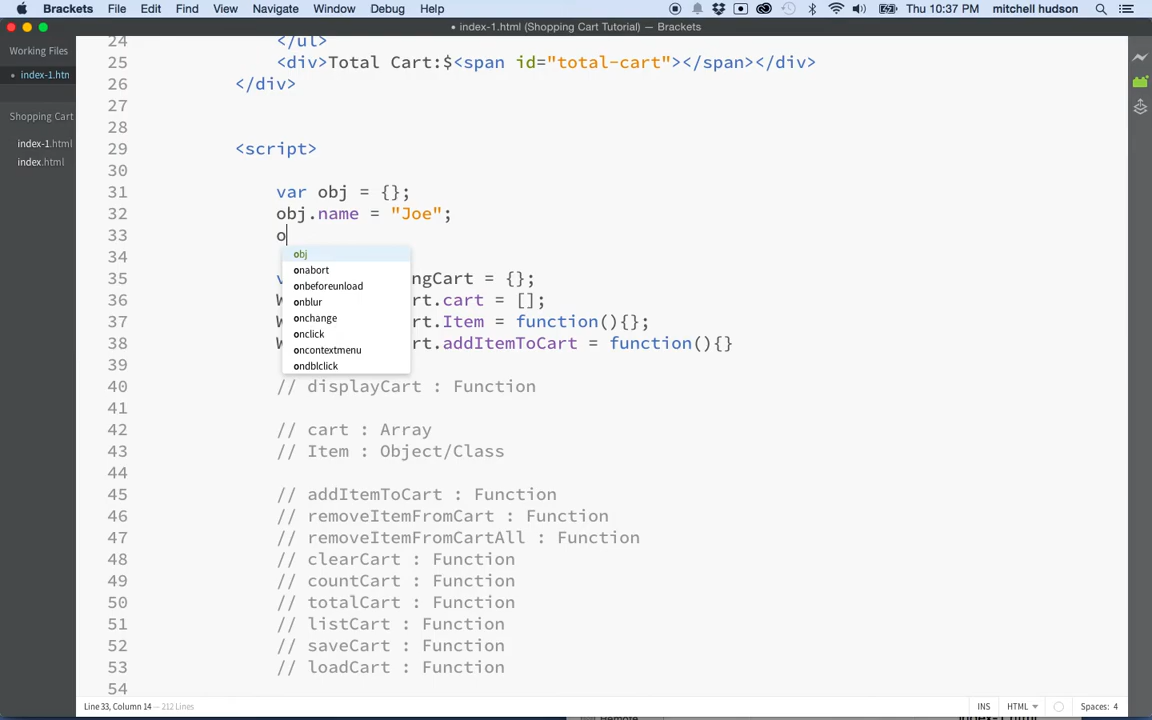 Brackets File Edit Find View Navigate Window Debug Help Thu 10:37 PM mitchell hudson
• index-1.html (Shopping Cart Tutorial) — Brackets
Working Files
• index-1.htn
Shopping Cart
index-1.html
index.html
24 </ul>
25 <div>Total Cart:$<span id="total-cart"></span></div>
26 </div>
27
28
29 <script>
30
31 var obj = {};
32 obj.name = "Joe";
33 o
obj
onabort
onbeforeunload
onblur
onchange
onclick
oncontextmenu
ondblclick
34
35 v ngCart = {};
36 W rt.cart = [];
37 W rt.Item = function(){};
38 W rt.addItemToCart = function(){}
39
40 // displayCart : Function
41
42 // cart : Array
43 // Item : Object/Class
44
45 // addItemToCart : Function
46 // removeItemFromCart : Function
47 // removeItemFromCartAll : Function
48 // clearCart : Function
49 // countCart : Function
50 // totalCart : Function
51 // listCart : Function
52 // saveCart : Function
53 // loadCart : Function
54
Line 33, Column 14 — 212 Lines INS HTML Spaces: 4